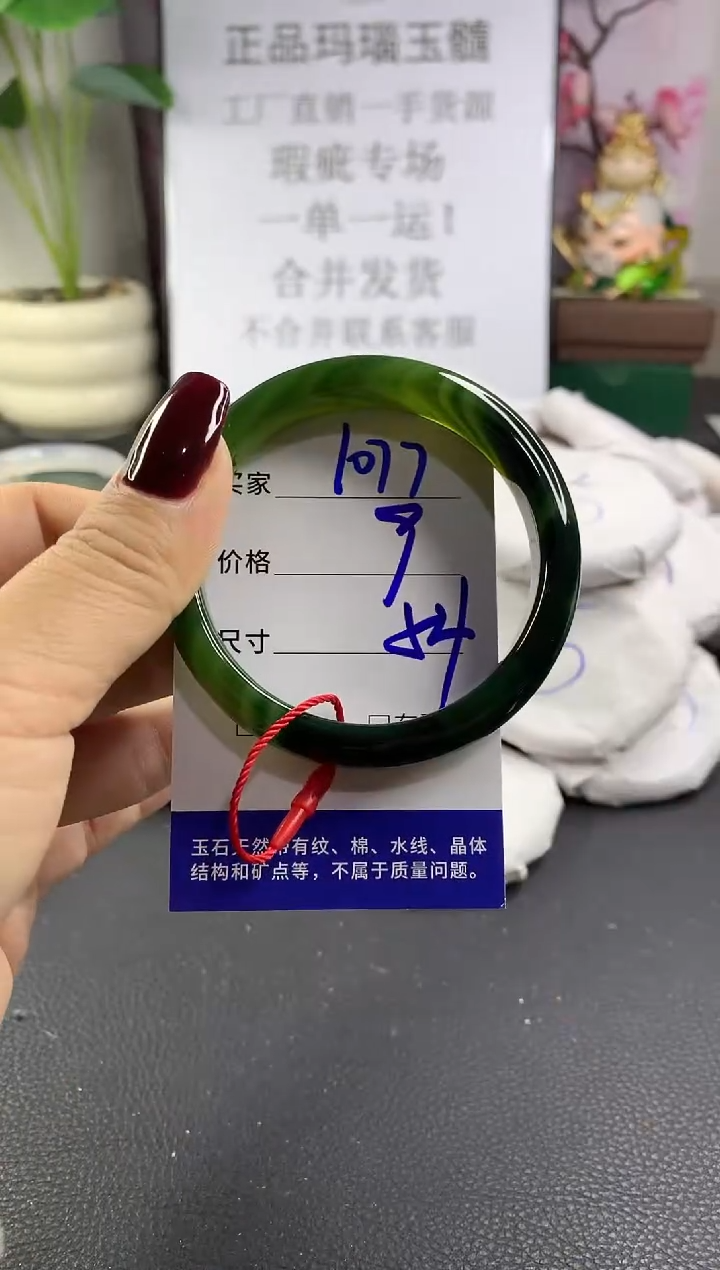 正品玛瑙玉髓
工厂直销一手货源
瑕疵专场
一单一运!
合并发货
不合并联系客服
买家 1077
价格
尺寸 54
玉石天然带有纹、棉、水线、晶体
结构和矿点等，不属于质量问题。